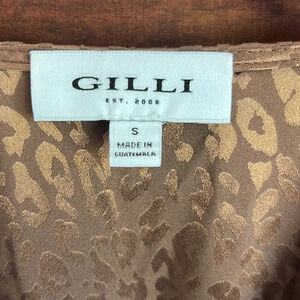 GILLI
EST. 2008
S
MADE IN
GUATEMALA